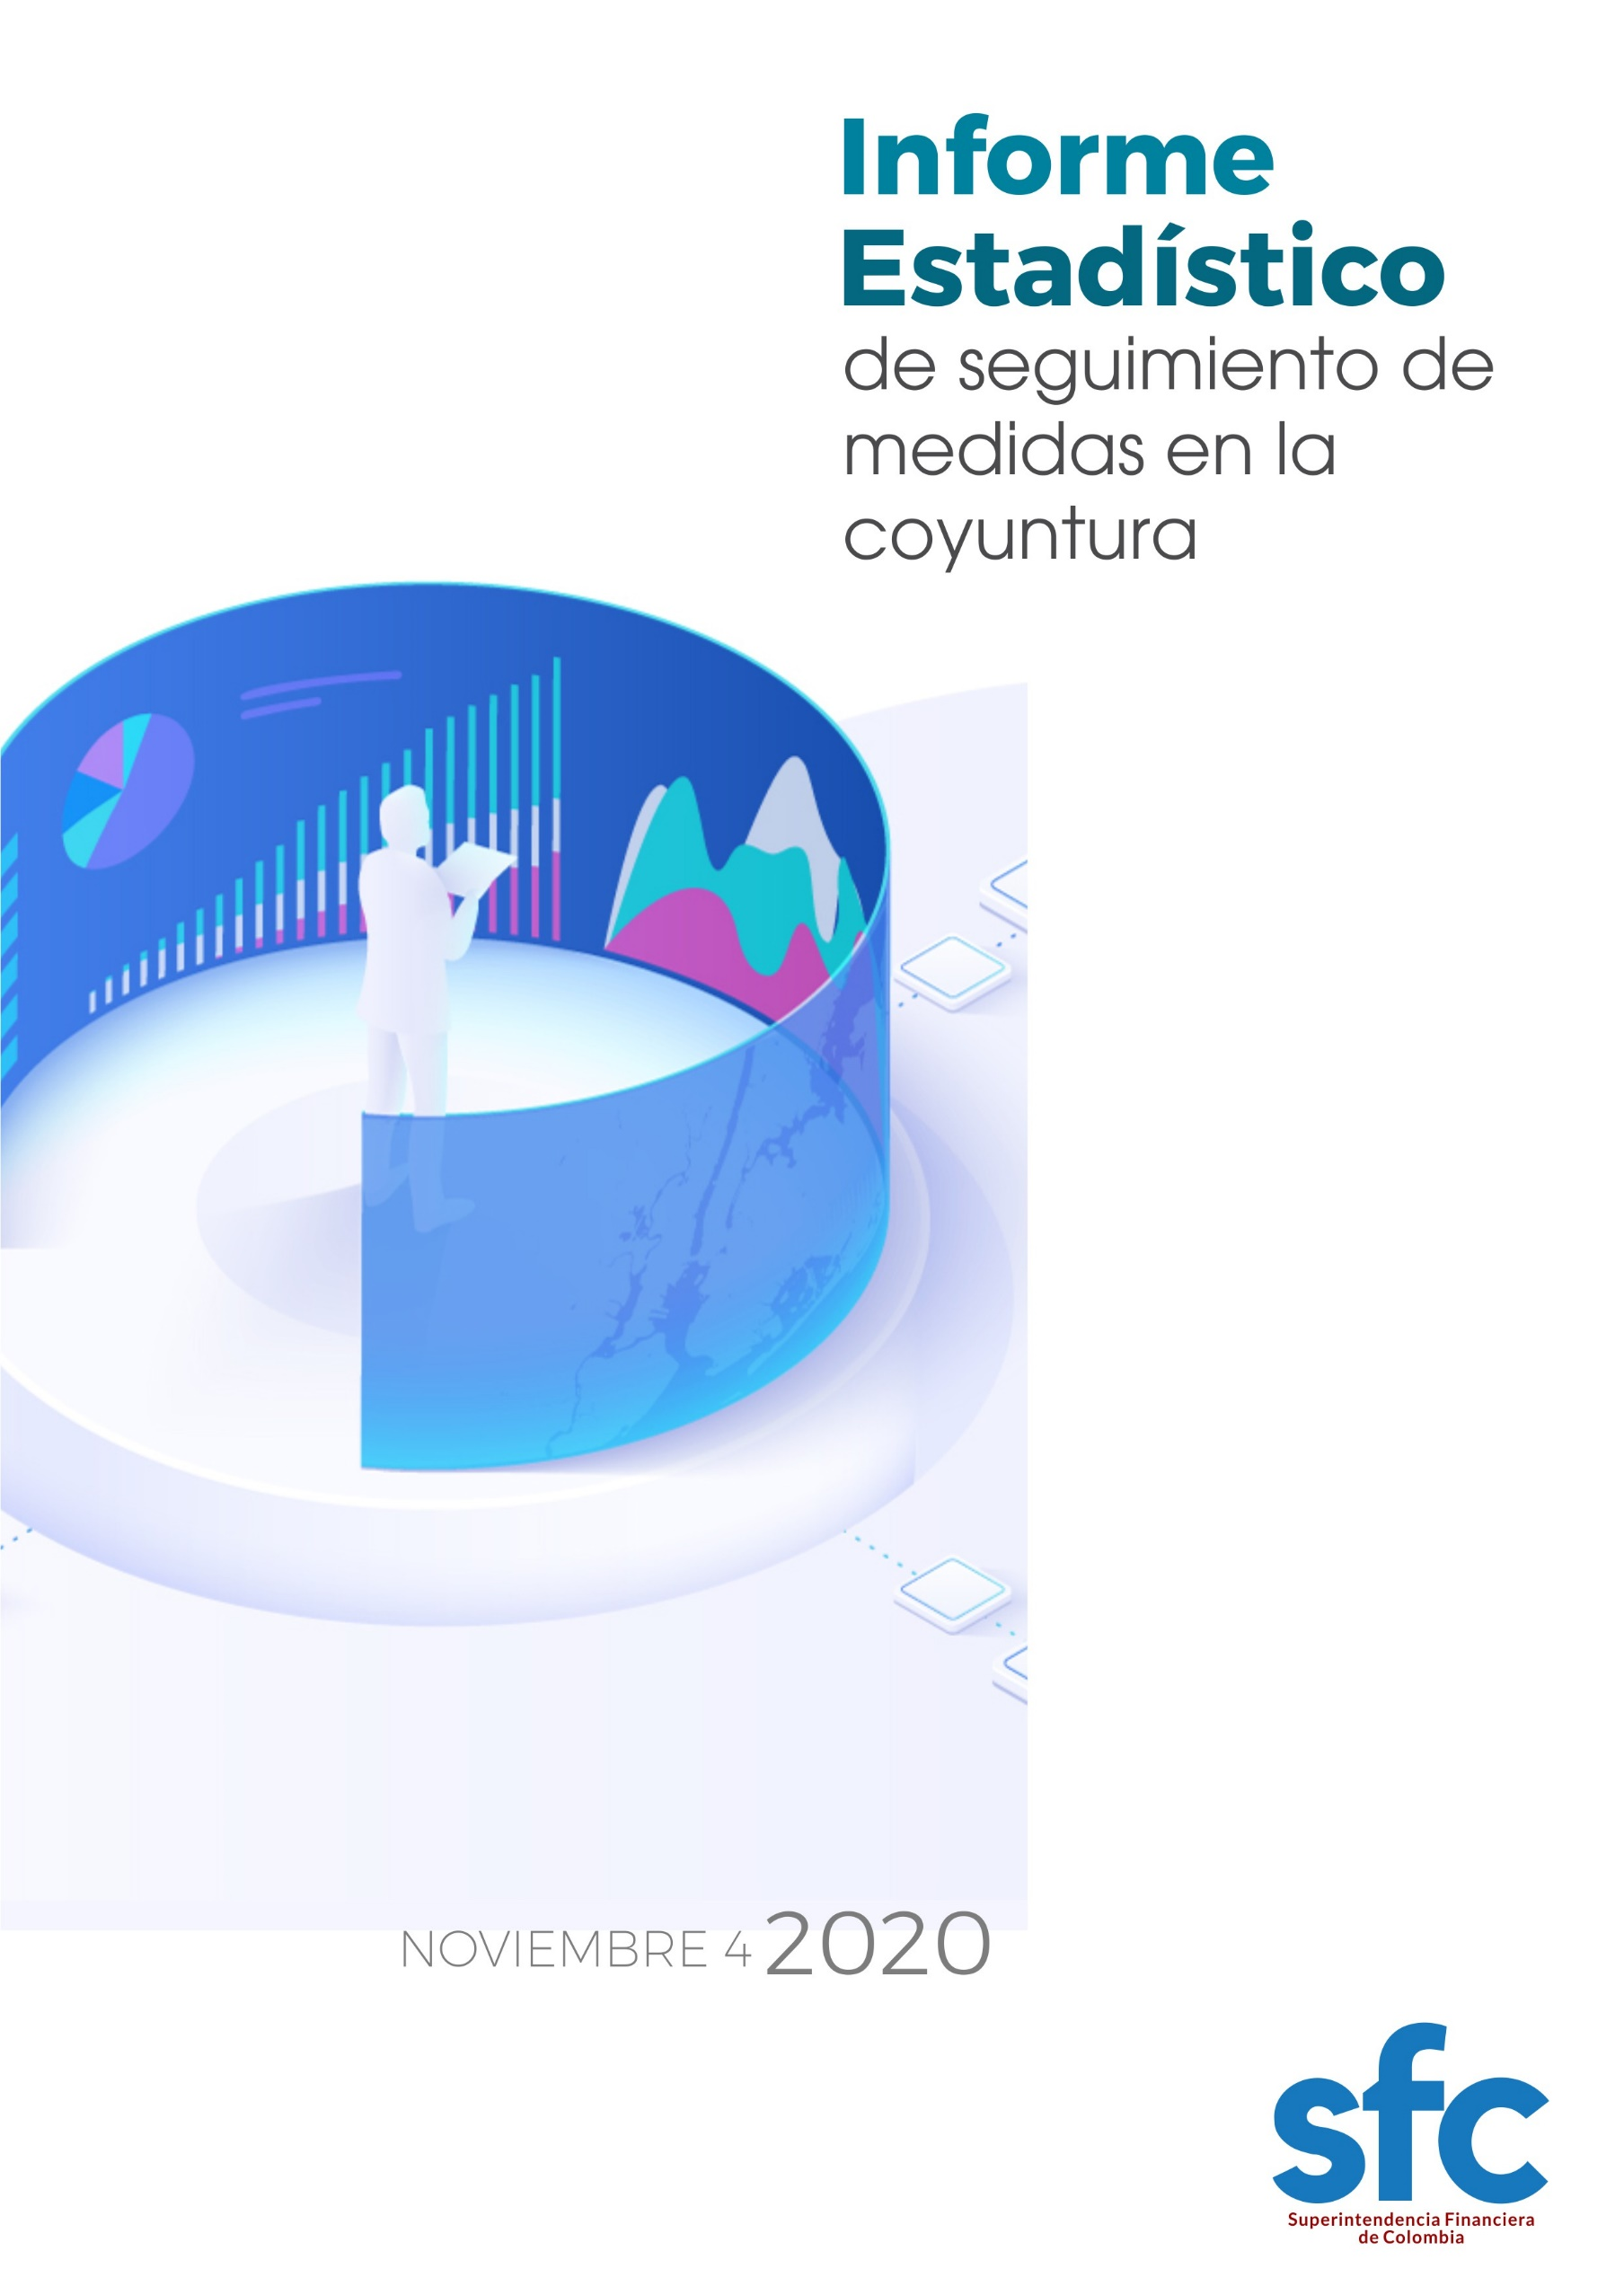 Informe
Estadístico
de seguimiento de
medidas en la
coyuntura
NOVIEMBRE 4 2020
sfc
Superintendencia Financiera
de Colombia